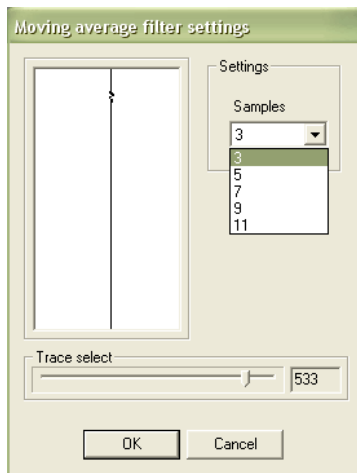 Moving average filter settings
Settings
Samples
3
3
5
7
9
11
Trace select
533
OK
Cancel